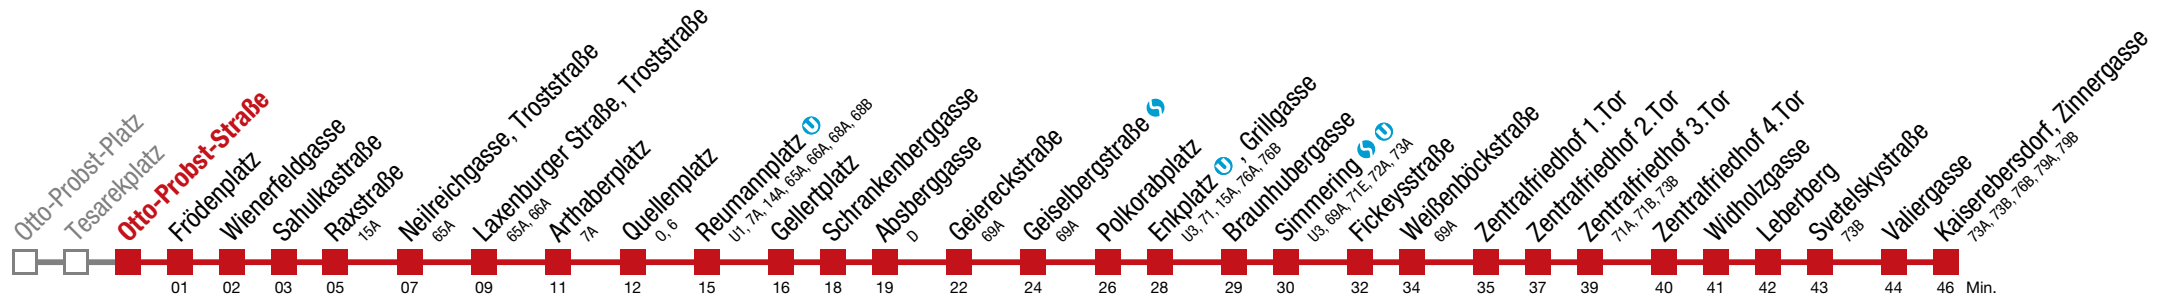 Otto-Probst-Platz
Tesarekplatz
Otto-Probst-Straße
Frödenplatz
01
Wienerfeldgasse
02
Sahulkastraße
03
Raxstraße
15A
05
Neilreichgasse, Troststraße
65A
07
Laxenburger Straße, Troststraße
65A, 66A
09
Arthaberplatz
7A
11
Quellenplatz
O, 6
12
Reumannplatz U
U1, 7A, 14A, 65A, 66A, 68A, 68B
15
Gellertplatz
16
Schrankenberggasse
18
Absberggasse
D
19
Geiereckstraße
69A
22
Geiselbergstraße S
69A
24
Polkorabplatz
26
Enkplatz U, Grillgasse
U3, 71, 15A, 76A, 76B
28
Braunhubergasse
29
Simmering S U
U3, 69A, 71E, 72A, 73A
30
Fickeysstraße
32
Weißenböckstraße
69A
34
Zentralfriedhof 1.Tor
35
Zentralfriedhof 2.Tor
37
Zentralfriedhof 3.Tor
71A, 71B, 73B
39
Zentralfriedhof 4.Tor
40
Widholzgasse
41
Leberberg
42
Svetelskystraße
73B
43
Valiergasse
44
Kaiserebersdorf, Zinnergasse
73A, 73B, 76B, 79A, 79B
46 Min.